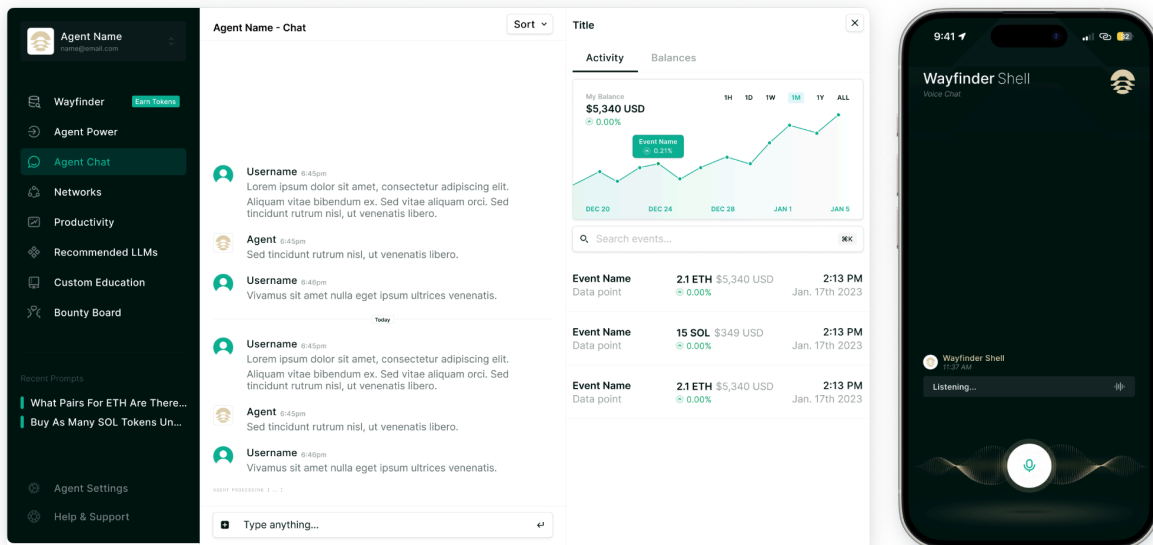 Agent Name
name@email.com
Wayfinder
Earn Tokens
Agent Power
Agent Chat
Networks
Productivity
Recommended LLMs
Custom Education
Bounty Board
Recent Prompts
What Pairs For ETH Are There...
Buy As Many SOL Tokens Un...
Agent Settings
Help & Support
Agent Name - Chat
Sort
Username 6:45pm
Lorem ipsum dolor sit amet, consectetur adipiscing elit.
Aliquam vitae bibendum ex. Sed vitae aliquam orci. Sed
tincidunt rutrum nisl, ut venenatis libero.
Agent 6:45pm
Sed tincidunt rutrum nisl, ut venenatis libero.
Username 6:46pm
Vivamus sit amet nulla eget ipsum ultrices venenatis.
Today
Username 6:45pm
Lorem ipsum dolor sit amet, consectetur adipiscing elit.
Aliquam vitae bibendum ex. Sed vitae aliquam orci. Sed
tincidunt rutrum nisl, ut venenatis libero.
Agent 6:45pm
Sed tincidunt rutrum nisl, ut venenatis libero.
Username 6:46pm
Vivamus sit amet nulla eget ipsum ultrices venenatis.
AGENT PROCESSING [ … ]
Type anything...
Title
Activity Balances
My Balance
$5,340 USD
0.00%
1H 1D 1W 1M 1Y ALL
Event Name
0.21%
DEC 20 DEC 24 DEC 28 JAN 1 JAN 5
Search events... ⌘K
Event Name 2.1 ETH $5,340 USD 2:13 PM
Data point 0.00% Jan. 17th 2023
Event Name 15 SOL $349 USD 2:13 PM
Data point 0.00% Jan. 17th 2023
Event Name 2.1 ETH $5,340 USD 2:13 PM
Data point 0.00% Jan. 17th 2023
9:41
32
Wayfinder Shell
Voice Chat
Wayfinder Shell
11:37 AM
Listening...